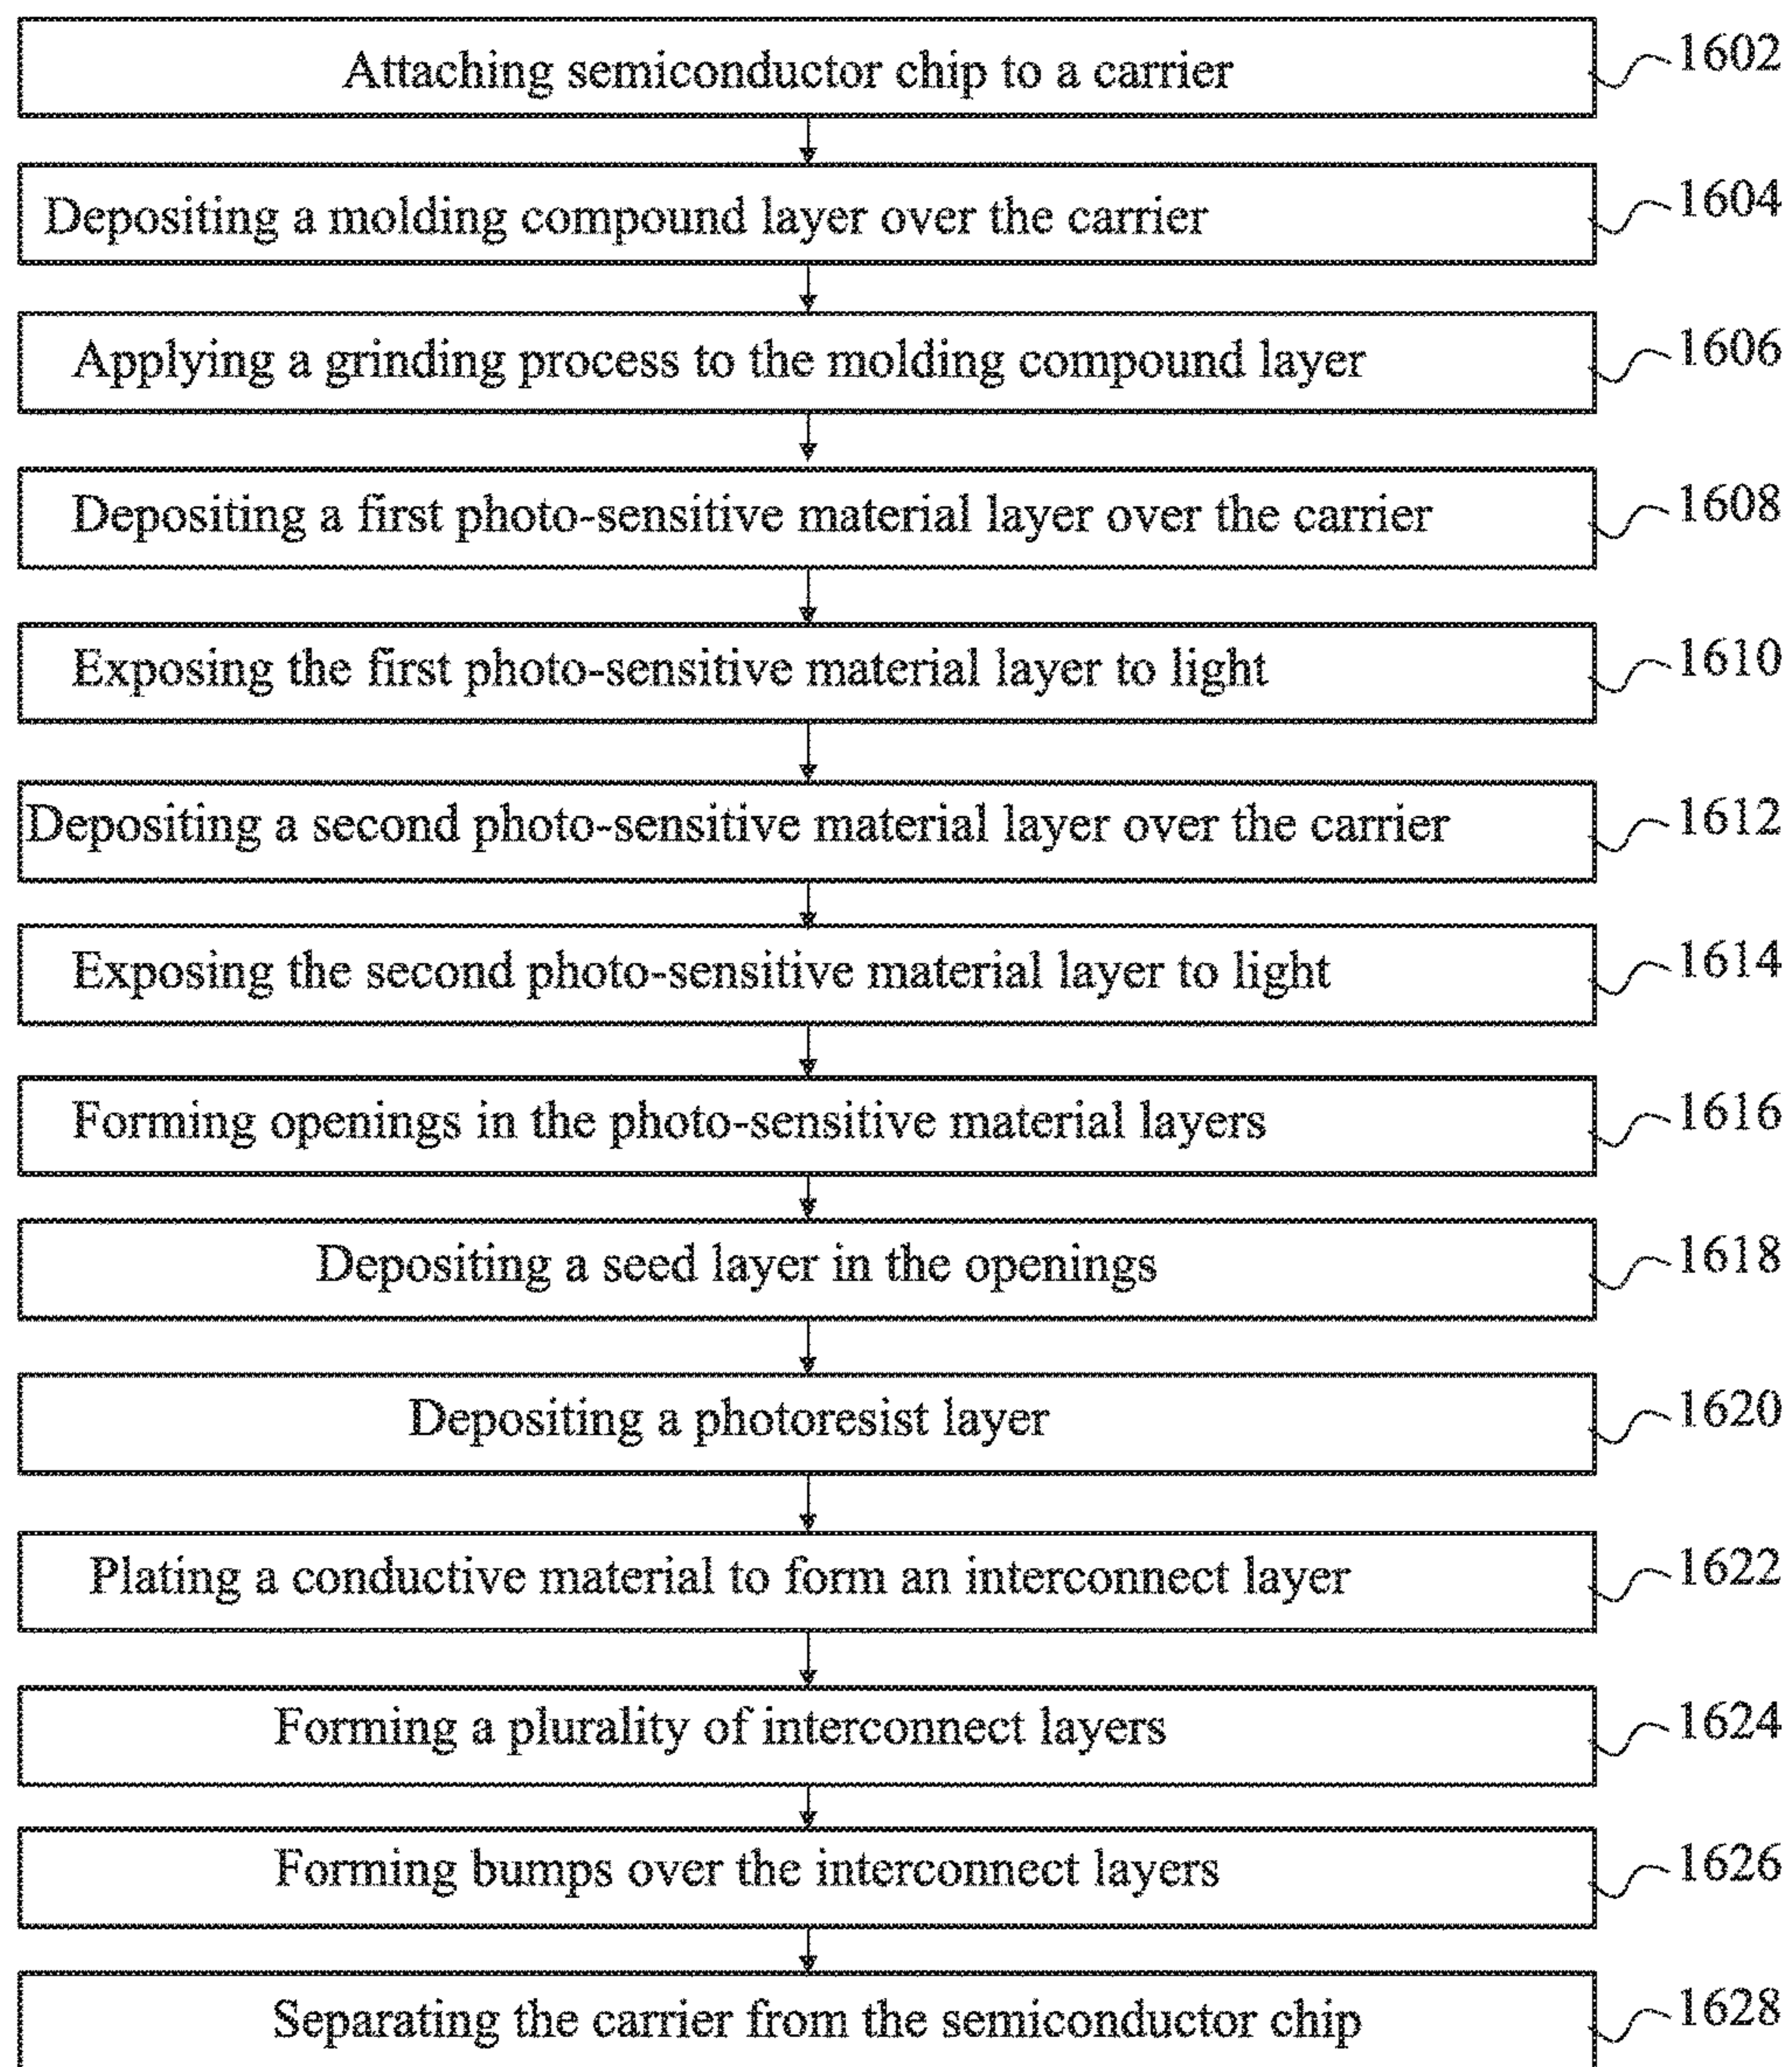 Attaching semiconductor chip to a carrier 1602
Depositing a molding compound layer over the carrier 1604
Applying a grinding process to the molding compound layer 1606
Depositing a first photo-sensitive material layer over the carrier 1608
Exposing the first photo-sensitive material layer to light 1610
Depositing a second photo-sensitive material layer over the carrier 1612
Exposing the second photo-sensitive material layer to light 1614
Forming openings in the photo-sensitive material layers 1616
Depositing a seed layer in the openings 1618
Depositing a photoresist layer 1620
Plating a conductive material to form an interconnect layer 1622
Forming a plurality of interconnect layers 1624
Forming bumps over the interconnect layers 1626
Separating the carrier from the semiconductor chip 1628